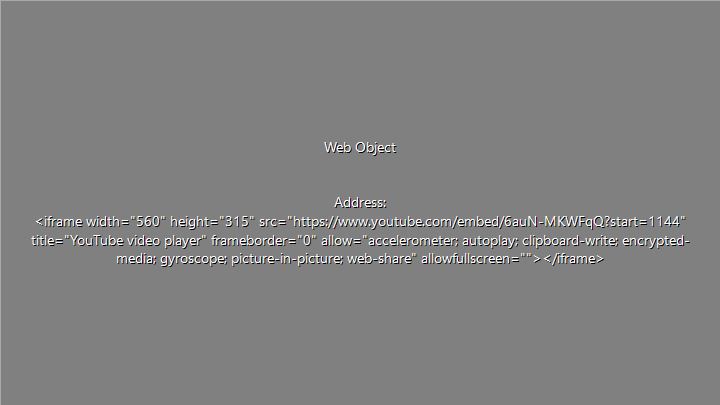 Web Object
Address:
<iframe width="560" height="315" src="https://www.youtube.com/embed/6auN-MKWFqQ?start=1144"
title="YouTube video player" frameborder="0" allow="accelerometer; autoplay; clipboard-write; encrypted-
media; gyroscope; picture-in-picture; web-share" allowfullscreen=""></iframe>